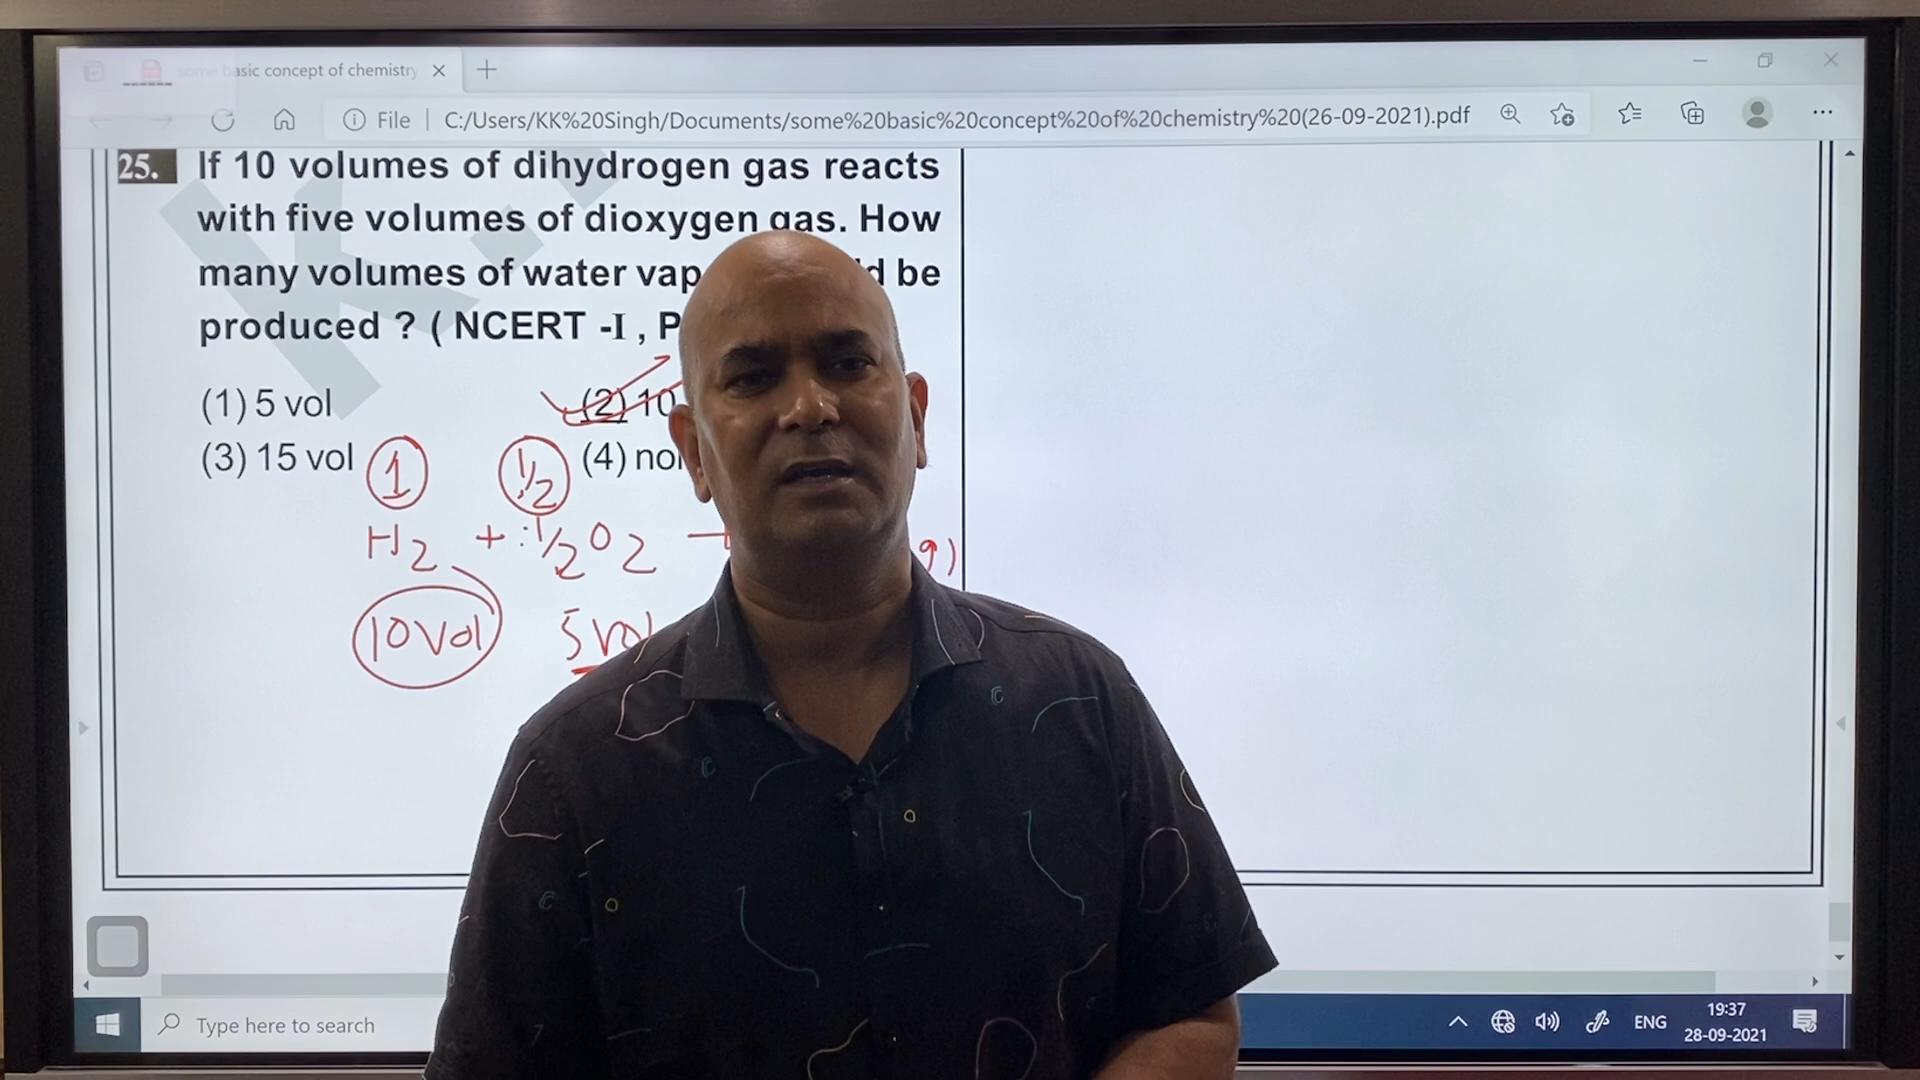 some basic concept of chemistry
File C:/Users/KK%20Singh/Documents/some%20basic%20concept%20of%20chemistry%20(26-09-2021).pdf
25. If 10 volumes of dihydrogen gas reacts
with five volumes of dioxygen gas. How
many volumes of water be
produced ? ( NCERT -I ,
(1) 5 vol (2) 10
(3) 15 vol (4)
1 1/2
H2 + 1/2 O2 g)
10 vol 5 vol
Type here to search
ENG
19:37
28-09-2021